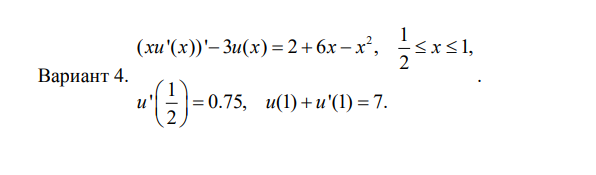 Вариант 4.
(xu'(x))'− 3u(x) = 2 + 6x − x², 1/2 ≤ x ≤ 1,
u'(1/2) = 0.75, u(1) + u'(1) = 7.
.